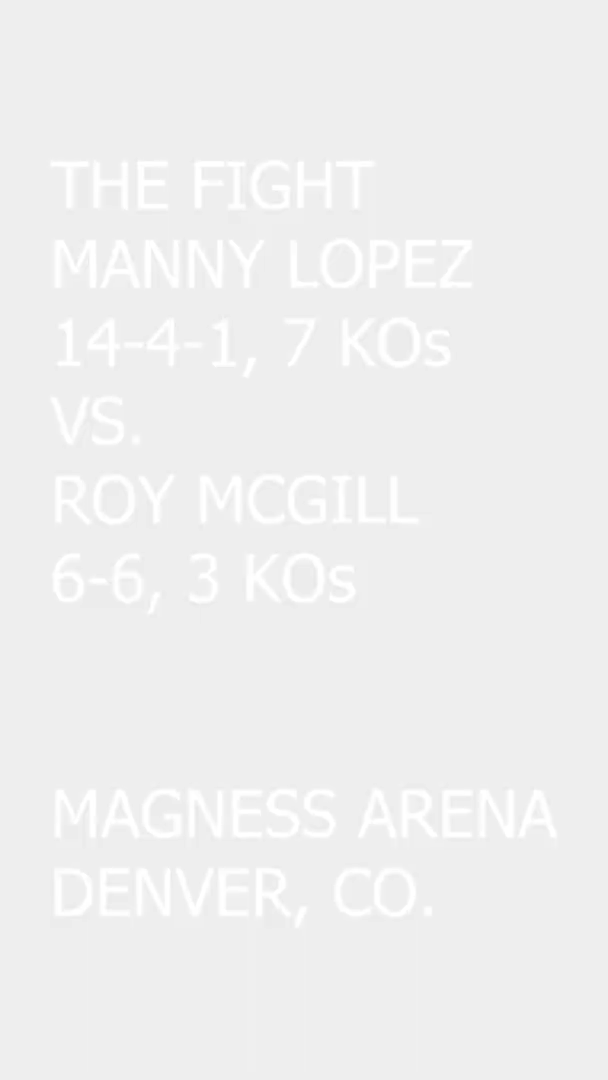 THE FIGHT
MANNY LOPEZ
14-4-1, 7 KOs
VS.
ROY MCGILL
6-6, 3 KOs
MAGNESS ARENA
DENVER, CO.